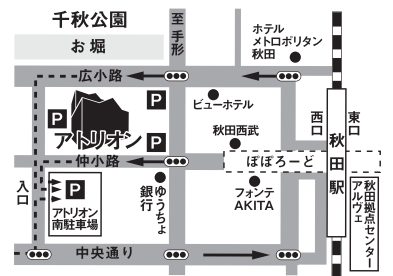 千秋公園
至手形
お堀
ホテル
メトロポリタン
秋田
広小路
P
P
ビューホテル
アトリオン
P
秋田西武
西口
東口
秋田駅
仲小路
ぽぽろーど
入口
P
アトリオン
南駐車場
ゆうちょ
銀行
フォンテ
AKITA
秋田拠点センター
アルヴェ
中央通り